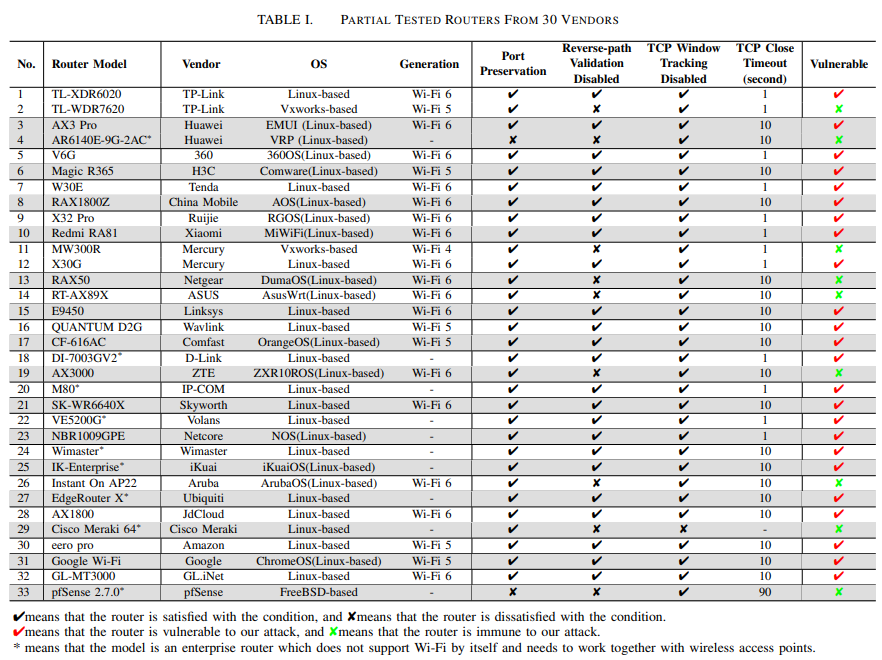 TABLE I. PARTIAL TESTED ROUTERS FROM 30 VENDORS
No. Router Model Vendor OS Generation Port Preservation Reverse-path Validation Disabled TCP Window Tracking Disabled TCP Close Timeout (second) Vulnerable
1 TL-XDR6020 TP-Link Linux-based Wi-Fi 6 ✔ ✔ ✔ 1 ✔
2 TL-WDR7620 TP-Link Vxworks-based Wi-Fi 5 ✔ ✘ ✔ 1 ✘
3 AX3 Pro Huawei EMUI (Linux-based) Wi-Fi 6 ✔ ✔ ✔ 10 ✔
4 AR6140E-9G-2AC* Huawei VRP (Linux-based) - ✘ ✘ ✔ 10 ✘
5 V6G 360 360OS(Linux-based) Wi-Fi 6 ✔ ✔ ✔ 1 ✔
6 Magic R365 H3C Comware(Linux-based) Wi-Fi 5 ✔ ✔ ✔ 10 ✔
7 W30E Tenda Linux-based Wi-Fi 6 ✔ ✔ ✔ 1 ✔
8 RAX1800Z China Mobile AOS(Linux-based) Wi-Fi 6 ✔ ✔ ✔ 10 ✔
9 X32 Pro Ruijie RGOS(Linux-based) Wi-Fi 6 ✔ ✔ ✔ 1 ✔
10 Redmi RA81 Xiaomi MiWiFi(Linux-based) Wi-Fi 6 ✔ ✔ ✔ 10 ✔
11 MW300R Mercury Vxworks-based Wi-Fi 4 ✔ ✘ ✔ 1 ✘
12 X30G Mercury Linux-based Wi-Fi 6 ✔ ✔ ✔ 1 ✔
13 RAX50 Netgear DumaOS(Linux-based) Wi-Fi 6 ✔ ✘ ✔ 10 ✘
14 RT-AX89X ASUS AsusWrt(Linux-based) Wi-Fi 6 ✔ ✘ ✔ 10 ✘
15 E9450 Linksys Linux-based Wi-Fi 6 ✔ ✔ ✔ 10 ✔
16 QUANTUM D2G Wavlink Linux-based Wi-Fi 5 ✔ ✔ ✔ 10 ✔
17 CF-616AC Comfast OrangeOS(Linux-based) Wi-Fi 5 ✔ ✔ ✔ 10 ✔
18 DI-7003GV2* D-Link Linux-based - ✔ ✔ ✔ 1 ✔
19 AX3000 ZTE ZXR10ROS(Linux-based) Wi-Fi 6 ✔ ✘ ✔ 10 ✘
20 M80* IP-COM Linux-based - ✔ ✔ ✔ 1 ✔
21 SK-WR6640X Skyworth Linux-based Wi-Fi 6 ✔ ✔ ✔ 10 ✔
22 VE5200G* Volans Linux-based - ✔ ✔ ✔ 1 ✔
23 NBR1009GPE Netcore NOS(Linux-based) - ✔ ✔ ✔ 1 ✔
24 Wimaster* Wimaster Linux-based - ✔ ✔ ✔ 10 ✔
25 IK-Enterprise* iKuai iKuaiOS(Linux-based) - ✔ ✔ ✔ 10 ✔
26 Instant On AP22 Aruba ArubaOS(Linux-based) Wi-Fi 6 ✔ ✘ ✔ 10 ✘
27 EdgeRouter X* Ubiquiti Linux-based - ✔ ✔ ✔ 10 ✔
28 AX1800 JdCloud Linux-based Wi-Fi 6 ✔ ✔ ✔ 10 ✔
29 Cisco Meraki 64* Cisco Meraki Linux-based - ✔ ✘ ✘ - ✘
30 eero pro Amazon Linux-based Wi-Fi 5 ✔ ✔ ✔ 10 ✔
31 Google Wi-Fi Google ChromeOS(Linux-based) Wi-Fi 5 ✔ ✔ ✔ 10 ✔
32 GL-MT3000 GL.iNet Linux-based Wi-Fi 6 ✔ ✔ ✔ 10 ✔
33 pfSense 2.7.0* pfSense FreeBSD-based - ✘ ✘ ✔ 90 ✘
✔means that the router is satisfied with the condition, and ✘means that the router is dissatisfied with the condition.
✔means that the router is vulnerable to our attack, and ✘means that the router is immune to our attack.
* means that the model is an enterprise router which does not support Wi-Fi by itself and needs to work together with wireless access points.